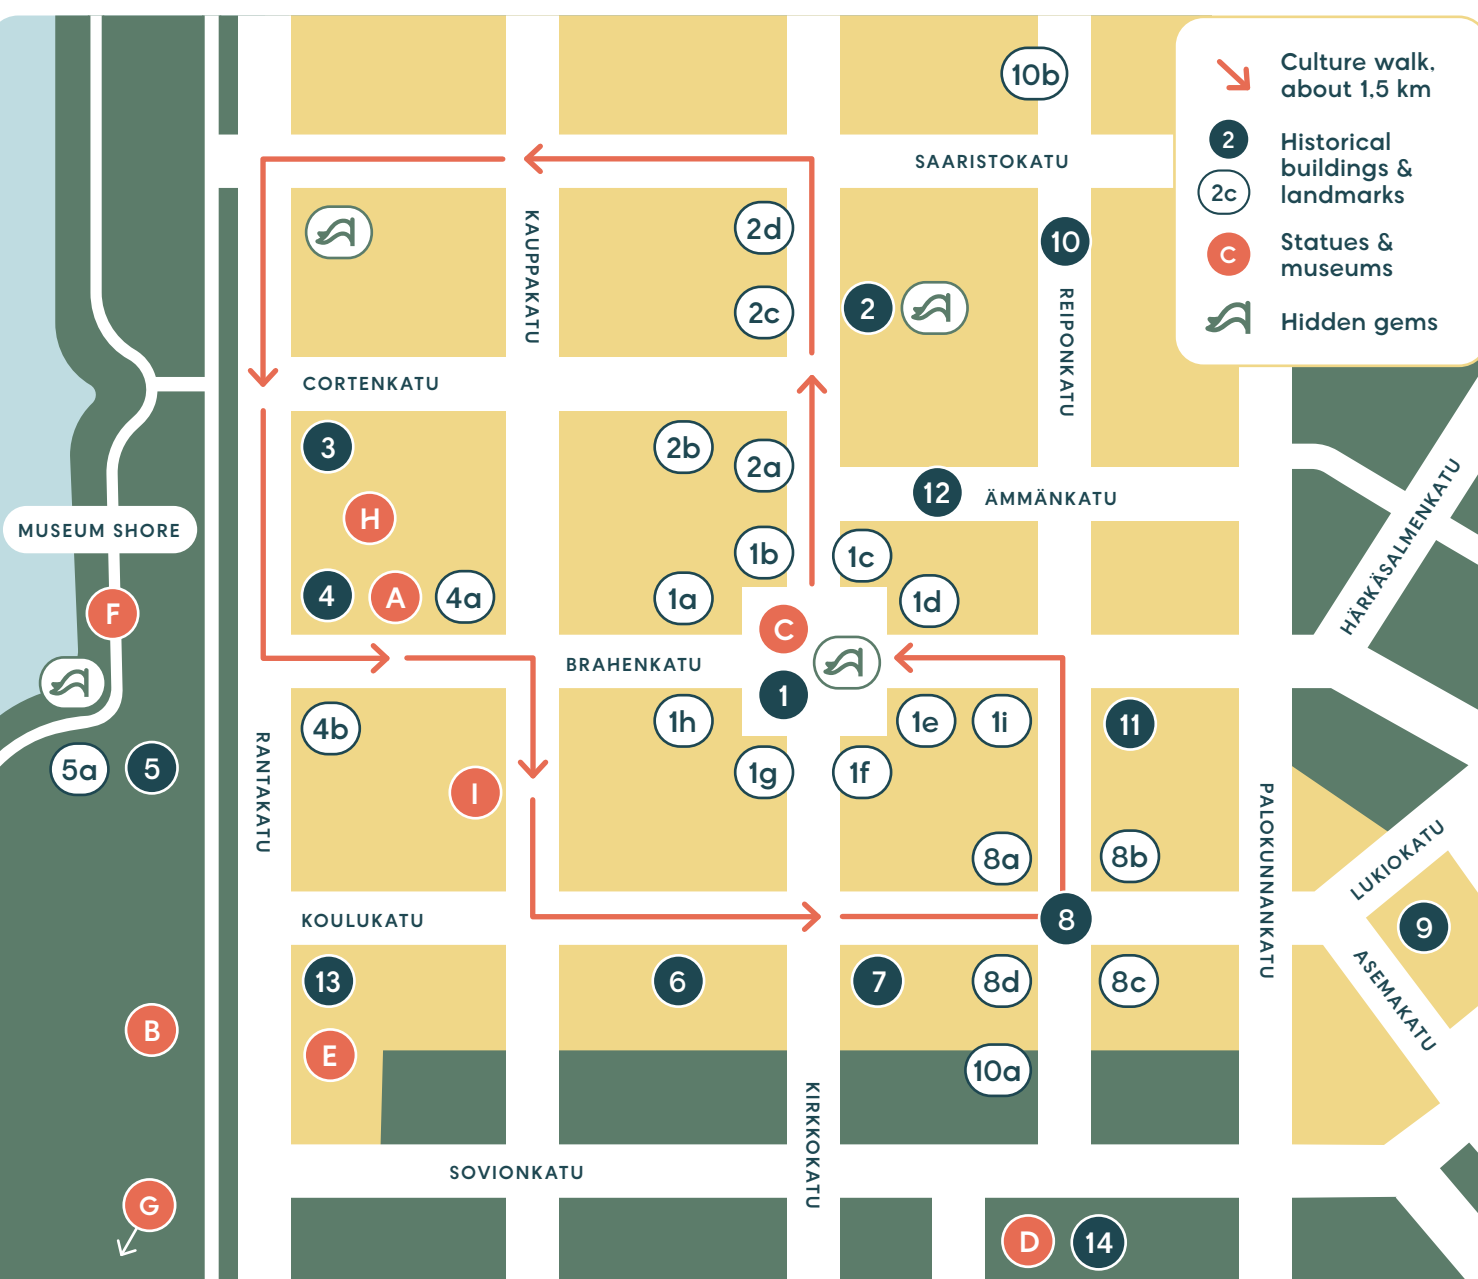 10b
Culture walk,
about 1,5 km
2
Historical
buildings &
landmarks
2c
C
Statues &
museums
Hidden gems
SAARISTOKATU
KAUPPAKATU
2d
10
2
2c
REIPONKATU
CORTENKATU
3
2b
2a
12
ÄMMÄNKATU
HÄRKÄSALMENKATU
H
MUSEUM SHORE
1b
1c
4
A
4a
1a
1d
F
C
BRAHENKATU
1
4b
1h
1e
1i
11
5a
5
RANTAKATU
I
1g
1f
PALOKUNNANKATU
8a
8b
LUKIOKATU
KOULUKATU
8
9
13
6
7
8d
8c
ASEMAKATU
B
E
10a
KIRKKOKATU
SOVIONKATU
G
D
14